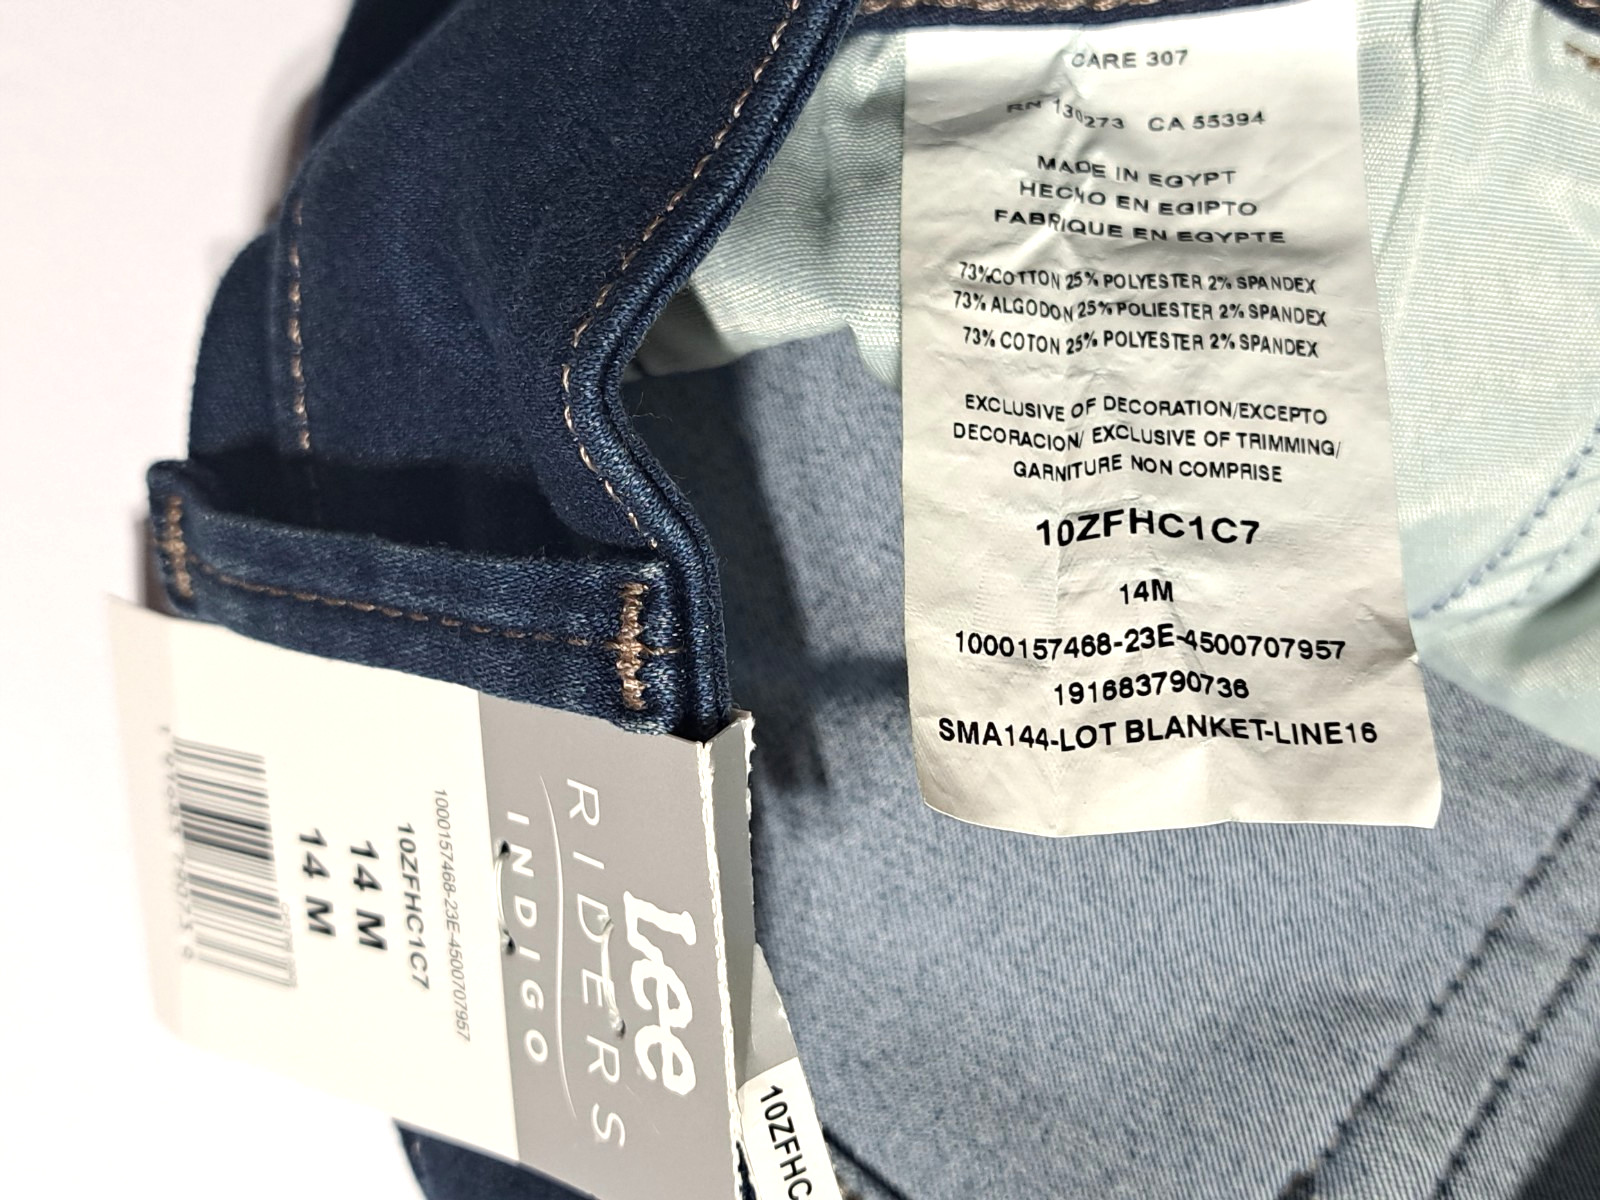 CARE 307
RN 130273 CA 55394
MADE IN EGYPT
HECHO EN EGIPTO
FABRIQUE EN EGYPTE
73%COTTON 25% POLYESTER 2% SPANDEX
73% ALGODON 25% POLIESTER 2% SPANDEX
73% COTON 25% POLYESTER 2% SPANDEX
EXCLUSIVE OF DECORATION/EXCEPTO
DECORACION/ EXCLUSIVE OF TRIMMING/
GARNITURE NON COMPRISE
10ZFHC1C7
14M
1000157468-23E-4500707957
191683790736
SMA144-LOT BLANKET-LINE16
Lee
RIDERS
INDIGO
1000157468-23E-4500707957
10ZFHC1C7
14 M
14 M
10ZFHC